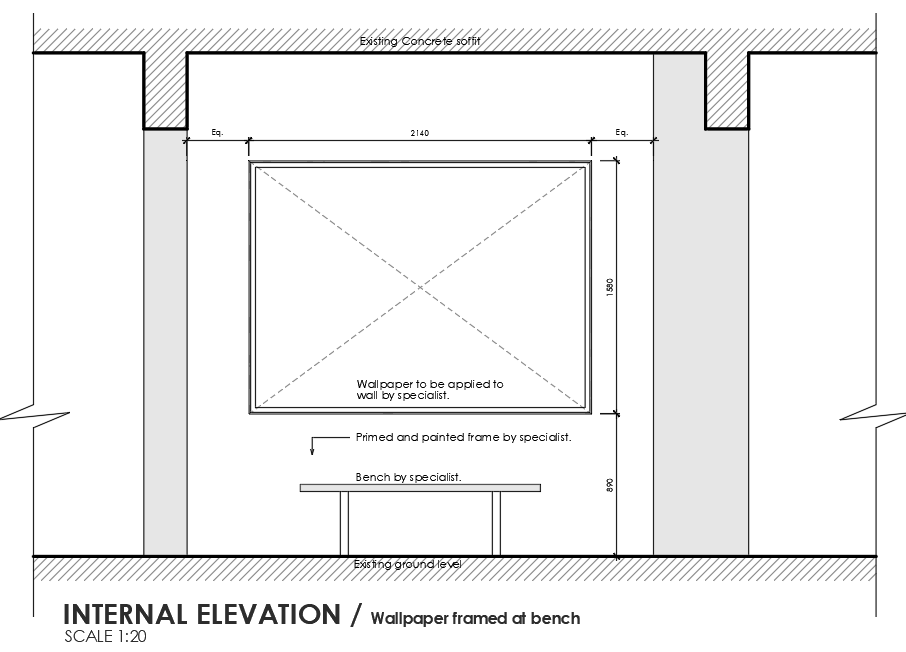 Existing Concrete soffit
Eq.
2140
Eq.
1580
Wallpaper to be applied to
wall by specialist.
Primed and painted frame by specialist.
Bench by specialist.
890
Existing ground level
INTERNAL ELEVATION / Wallpaper framed at bench
SCALE 1:20